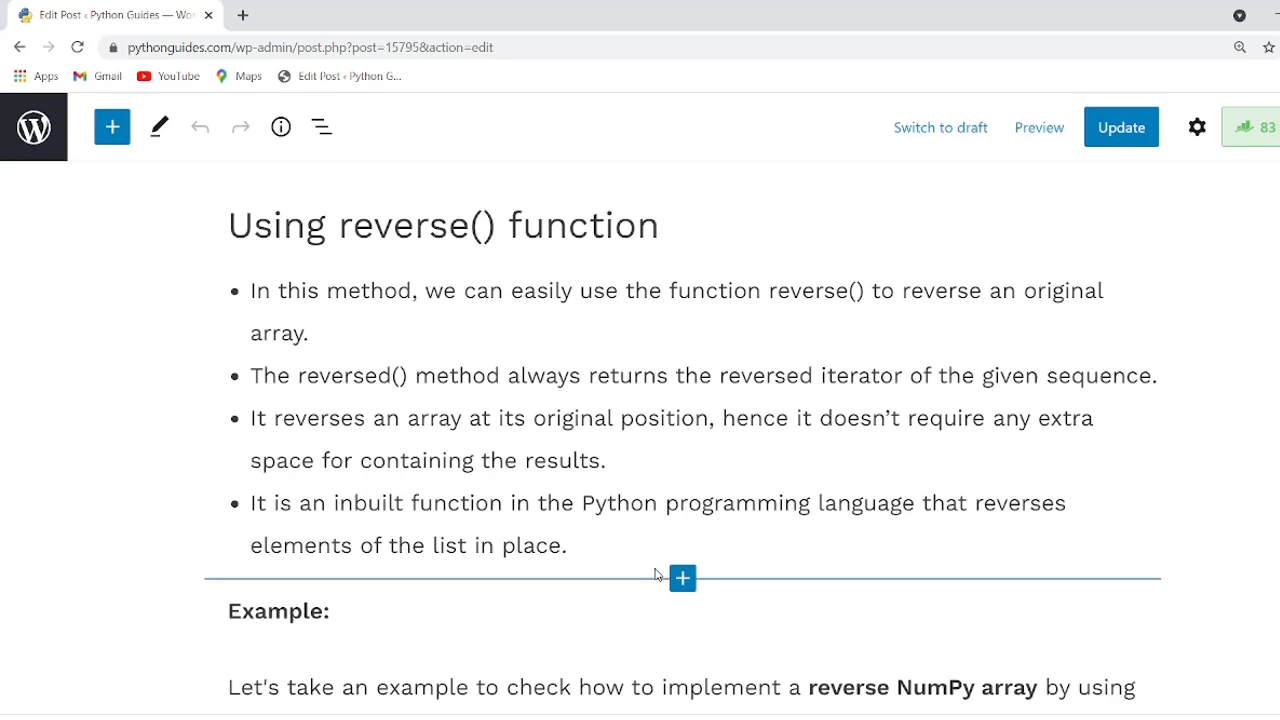 Edit Post ‹ Python Guides — Wor
pythonguides.com/wp-admin/post.php?post=15795&action=edit
Apps Gmail YouTube Maps Edit Post ‹ Python G...
Switch to draft Preview Update 83
Using reverse() function
• In this method, we can easily use the function reverse() to reverse an original
array.
• The reversed() method always returns the reversed iterator of the given sequence.
• It reverses an array at its original position, hence it doesn’t require any extra
space for containing the results.
• It is an inbuilt function in the Python programming language that reverses
elements of the list in place.
Example:
Let's take an example to check how to implement a reverse NumPy array by using